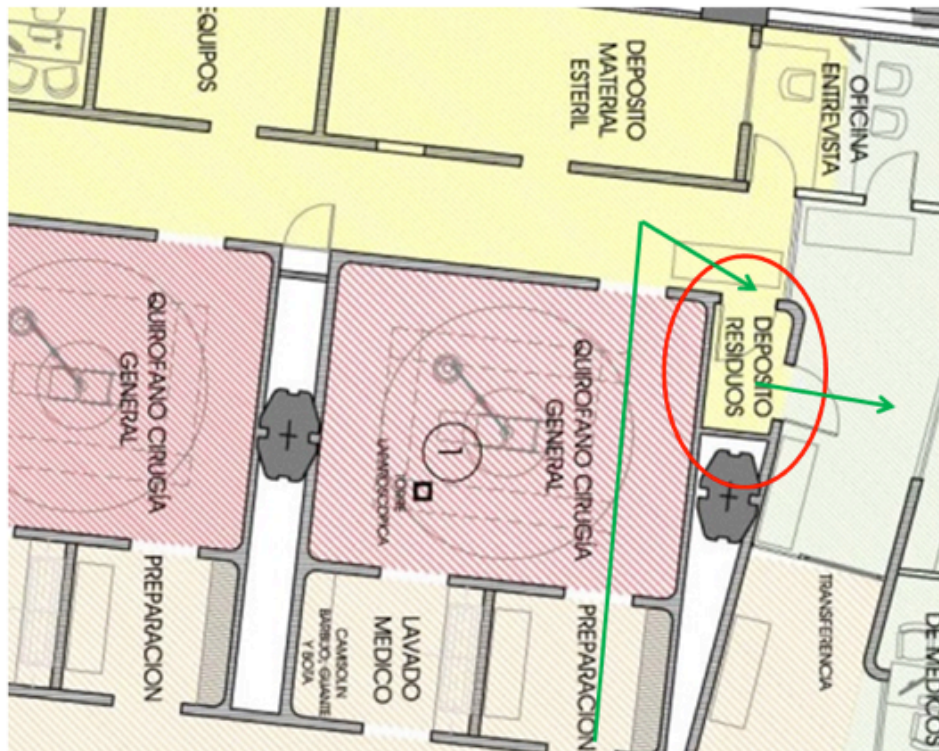 EQUIPOS
DEPOSITO
MATERIAL
ESTERIL
OFICINA
ENTREVISTA
DEPOSITO
RESIDUOS
QUIROFANO CIRUGÍA
GENERAL
QUIROFANO CIRUGÍA
GENERAL
1
TORRE
LAPAROSCOPICA
PREPARACION
CAMISOLIN
BARBIJO, GUANTE
Y BOTA
LAVADO
MEDICO
PREPARACION
TRANSFERENCIA
DE MEDICOS